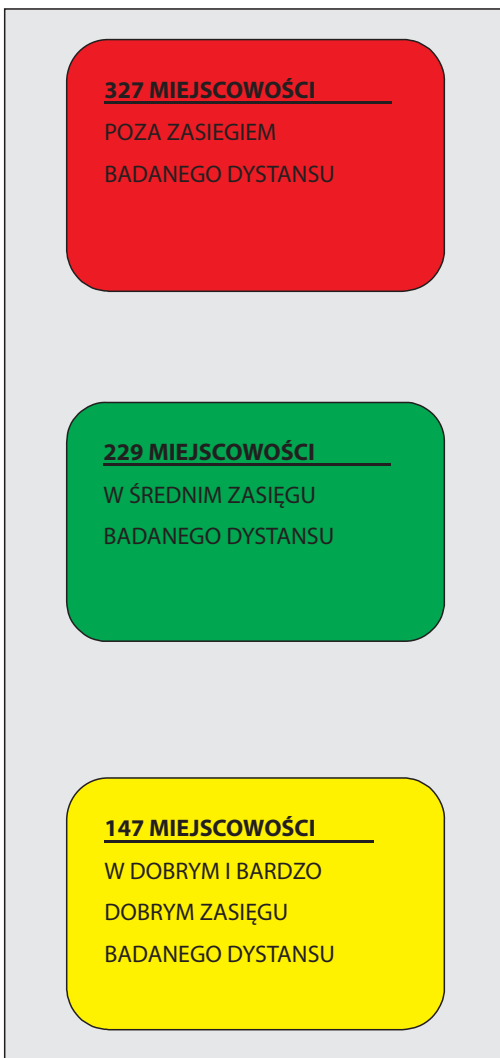 327 MIEJSCOWOŚCI
POZA ZASIEGIEM
BADANEGO DYSTANSU
229 MIEJSCOWOŚCI
W ŚREDNIM ZASIĘGU
BADANEGO DYSTANSU
147 MIEJSCOWOŚCI
W DOBRYM I BARDZO
DOBRYM ZASIĘGU
BADANEGO DYSTANSU